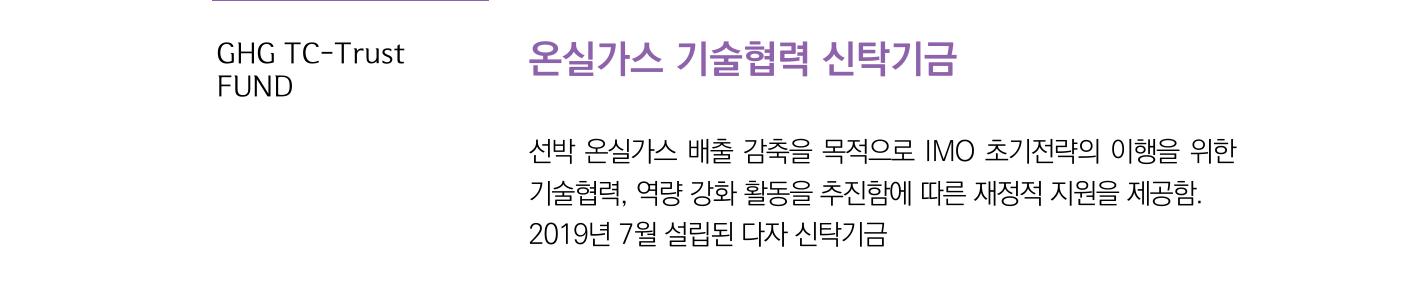 GHG TC-Trust
FUND
온실가스 기술협력 신탁기금
선박 온실가스 배출 감축을 목적으로 IMO 초기전략의 이행을 위한
기술협력, 역량 강화 활동을 추진함에 따른 재정적 지원을 제공함.
2019년 7월 설립된 다자 신탁기금